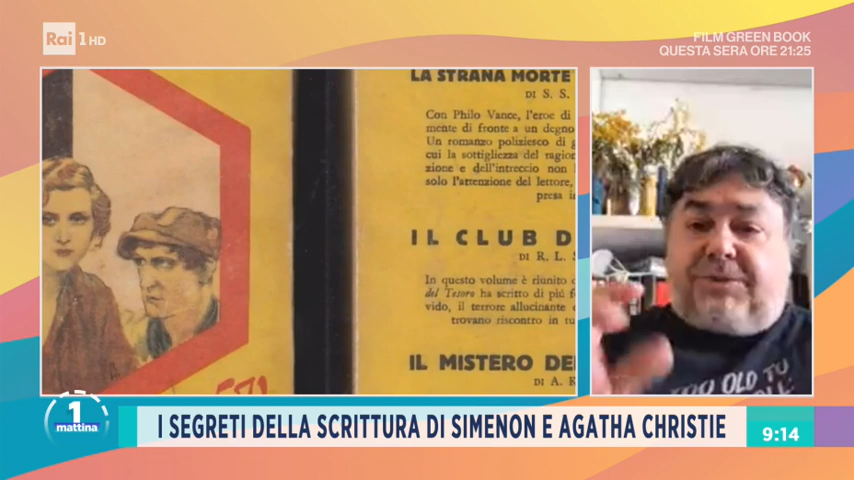 Rai 1 HD
FILM GREEN BOOK
QUESTA SERA ORE 21:25
LA STRANA MORTE
DI S. S.
Con Philo Vance, l'eroe di
mente di fronte a un degno
Un romanzo poliziesco di
cui la sottigliezza del ragion
zione e dell'intreccio non
solo l'attenzione del lettore,
presa in
IL CLUB D
DI R. L. S
In questo volume è riunito
del Tesoro ha scritto di più
vido, il terrore allucinante
trovano riscontro in tu
IL MISTERO DE
DI A. K
TOO OLD TO
1
mattina
I SEGRETI DELLA SCRITTURA DI SIMENON E AGATHA CHRISTIE
9:14